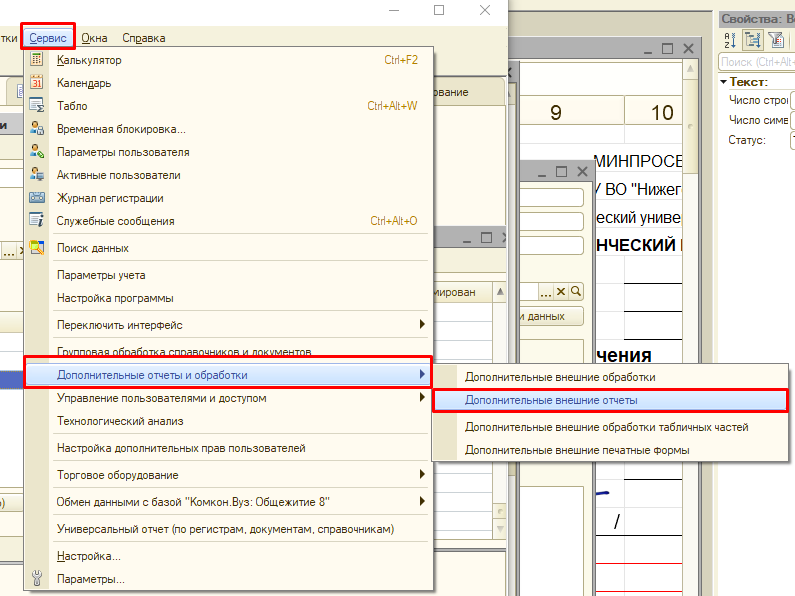 тки Сервис Окна Справка
Калькулятор Ctrl+F2
Календарь
Табло Ctrl+Alt+W
Временная блокировка...
Параметры пользователя
Активные пользователи
Журнал регистрации
Служебные сообщения Ctrl+Alt+O
Поиск данных
Параметры учета
Настройка программы
Переключить интерфейс
Групповая обработка справочников и документов
Дополнительные отчеты и обработки
Управление пользователями и доступом
Технологический анализ
Настройка дополнительных прав пользователей
Торговое оборудование
Обмен данными с базой "Комкон.Вуз: Общежитие 8"
Универсальный отчет (по регистрам, документам, справочникам)
Настройка...
Параметры...
Дополнительные внешние обработки
Дополнительные внешние отчеты
Дополнительные внешние обработки табличных частей
Дополнительные внешние печатные формы
ование
мирован
и данных
9 10
МИНПРОСВ
У ВО "Нижег
еский униве
НЧЕСКИЙ
чения
/
Свойства: В
Поиск (Ctrl+Alt+
Текст:
Число стро
Число симв
Статус: